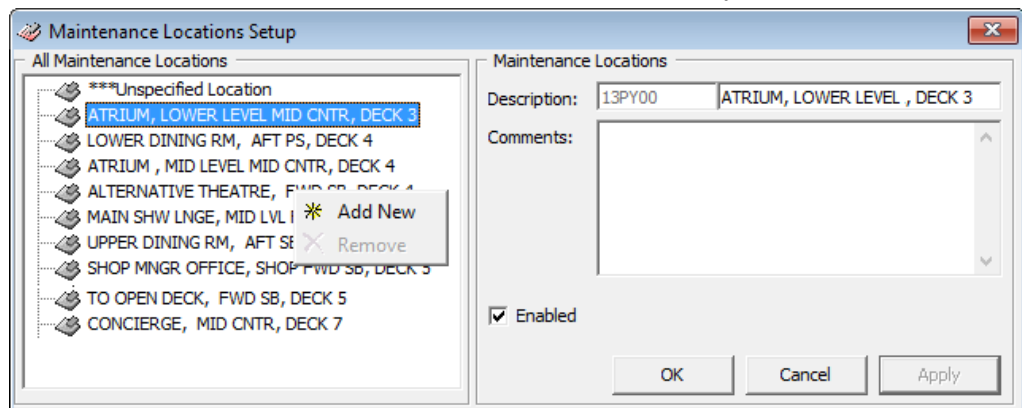 Maintenance Locations Setup
All Maintenance Locations
***Unspecified Location
ATRIUM, LOWER LEVEL MID CNTR, DECK 3
LOWER DINING RM, AFT PS, DECK 4
ATRIUM , MID LEVEL MID CNTR, DECK 4
ALTERNATIVE THEATRE, FWD SB, DECK 4
MAIN SHW LNGE, MID LVL
UPPER DINING RM, AFT
SHOP MNGR OFFICE, SHOP FWD SB, DECK 5
TO OPEN DECK, FWD SB, DECK 5
CONCIERGE, MID CNTR, DECK 7
Add New
Remove
Maintenance Locations
Description: 13PY00 ATRIUM, LOWER LEVEL , DECK 3
Comments:
Enabled
OK Cancel Apply